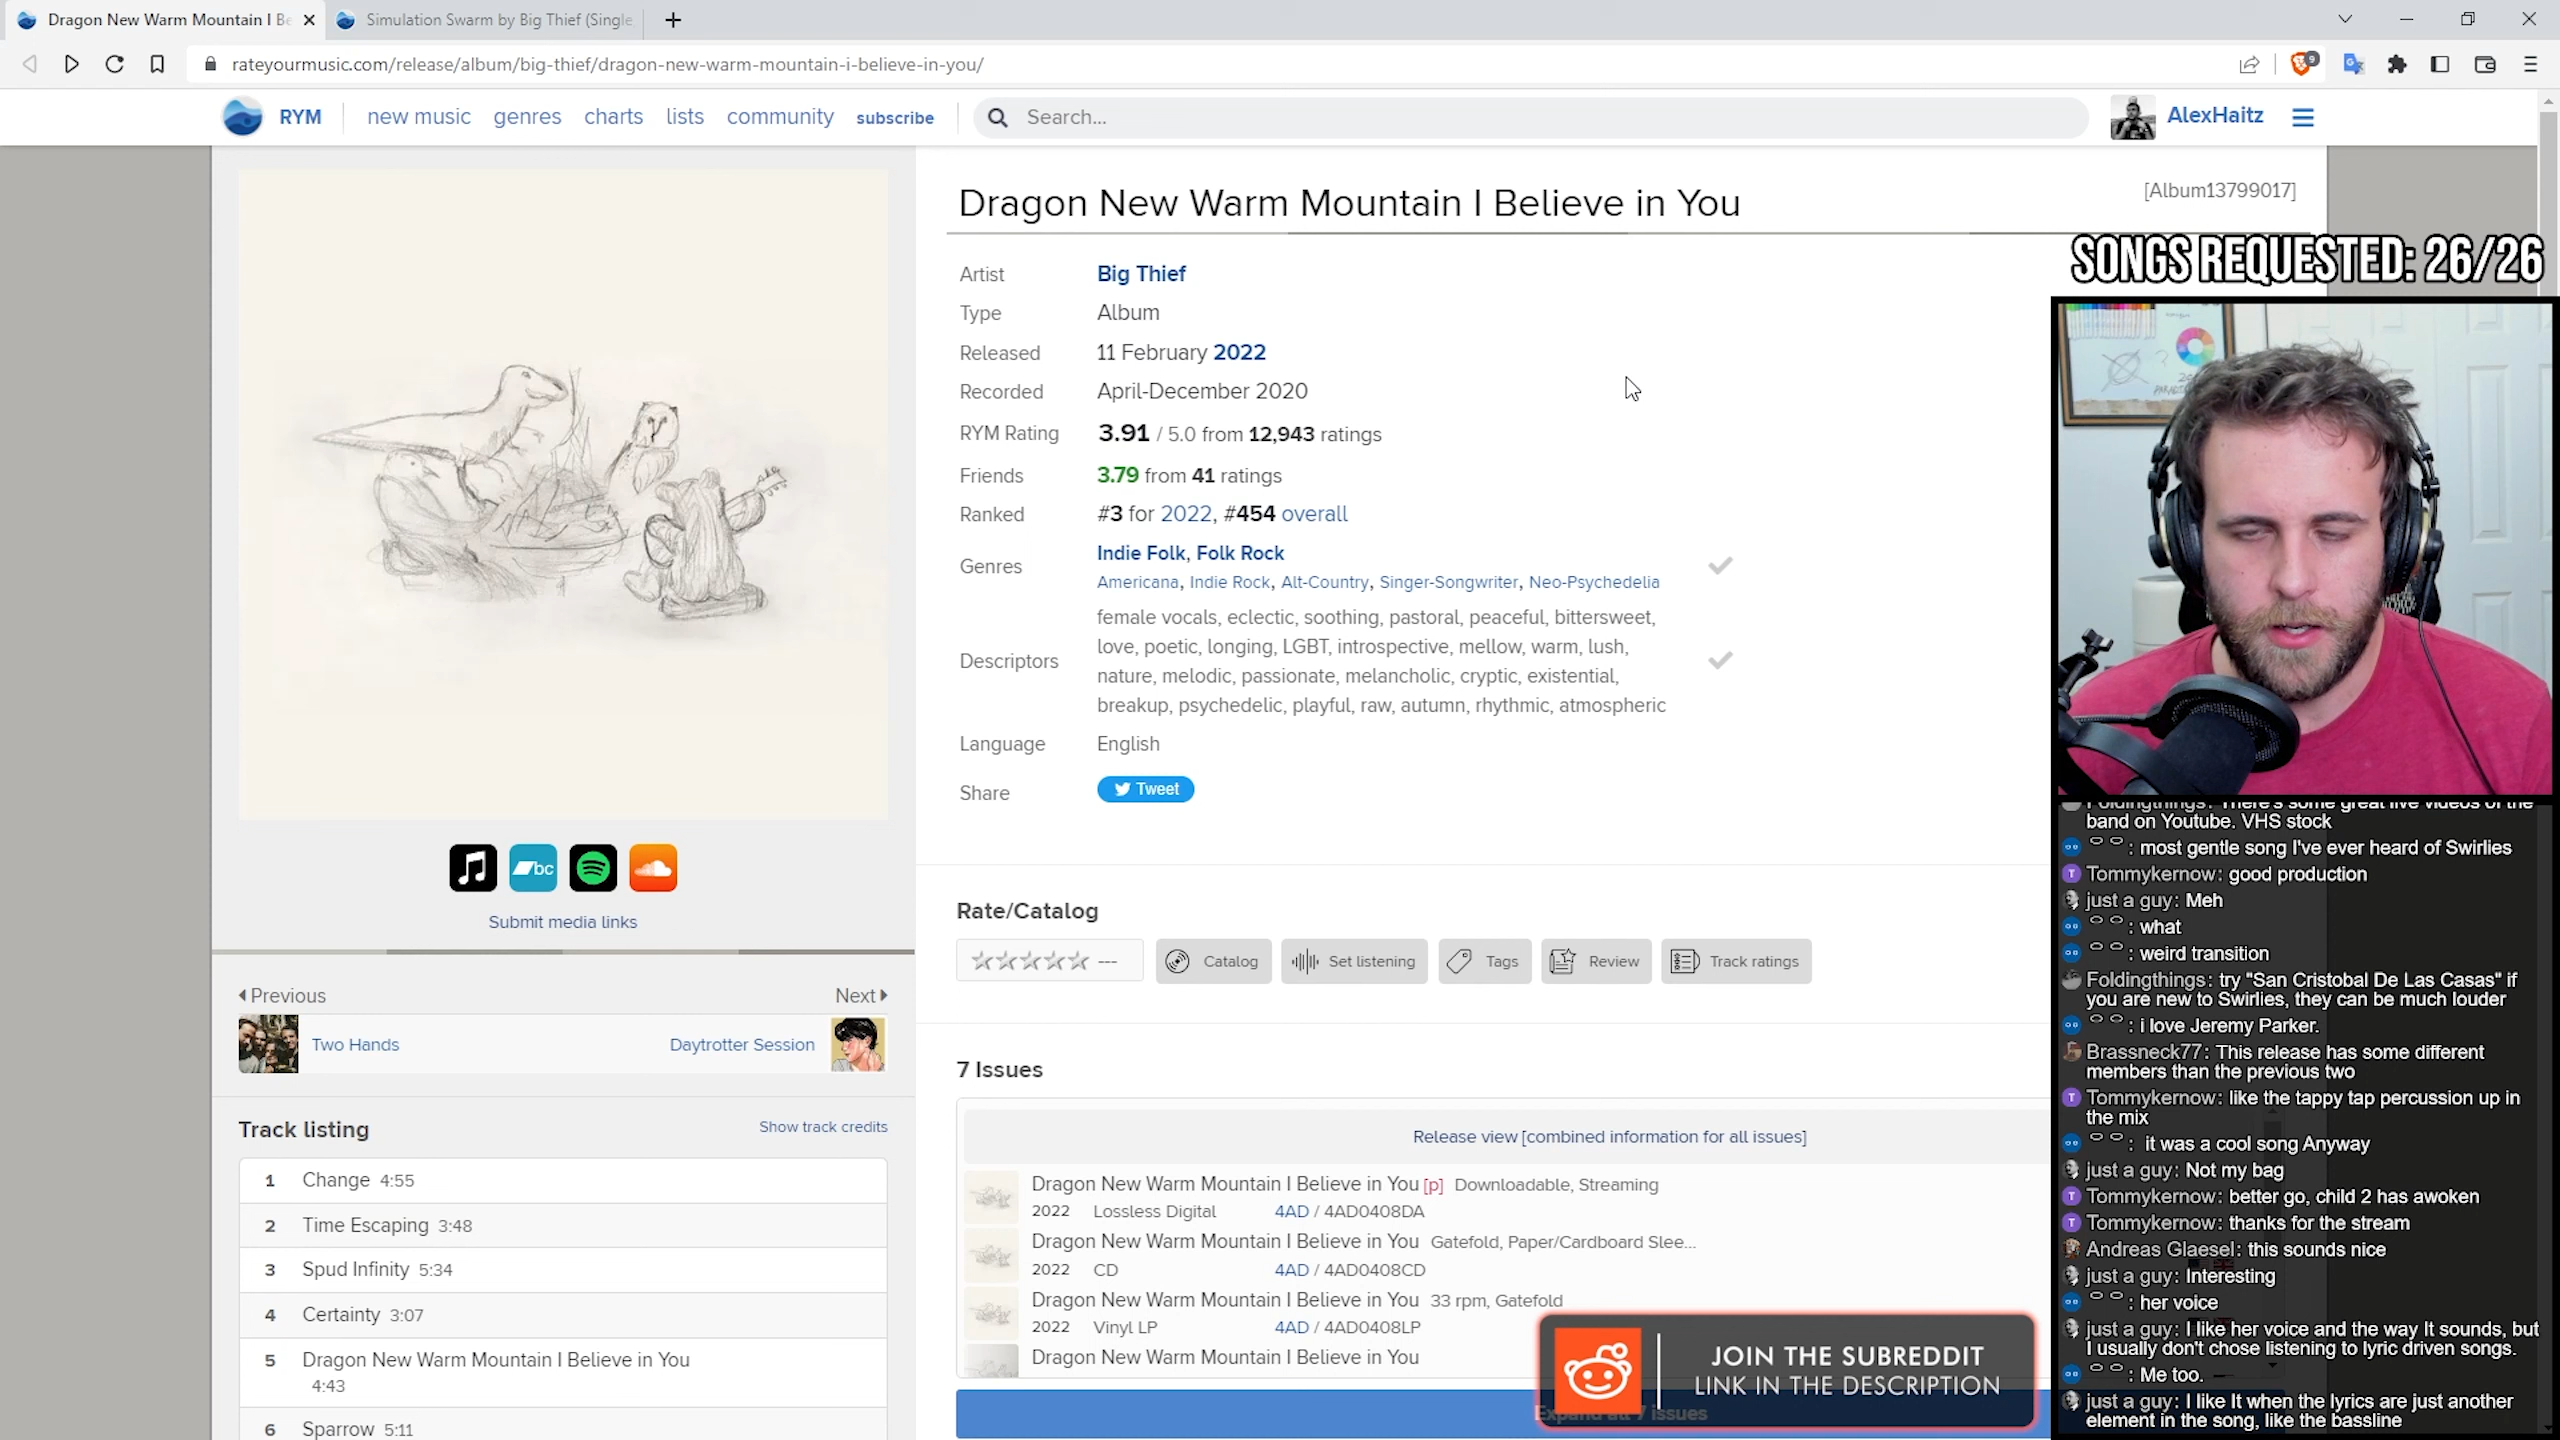 Dragon New Warm Mountain I Be
Simulation Swarm by Big Thief (Single
rateyourmusic.com/release/album/big-thief/dragon-new-warm-mountain-i-believe-in-you/
9
RYM
new music
genres
charts
lists
community
subscribe
Search...
AlexHaitz
Dragon New Warm Mountain I Believe in You
[Album13799017]
SONGS REQUESTED: 26/26
Artist Big Thief
Type Album
Released 11 February 2022
Recorded April-December 2020
RYM Rating 3.91 / 5.0 from 12,943 ratings
Friends 3.79 from 41 ratings
Ranked #3 for 2022, #454 overall
Genres
Indie Folk, Folk Rock
Americana, Indie Rock, Alt-Country, Singer-Songwriter, Neo-Psychedelia
Descriptors
female vocals, eclectic, soothing, pastoral, peaceful, bittersweet,
love, poetic, longing, LGBT, introspective, mellow, warm, lush,
nature, melodic, passionate, melancholic, cryptic, existential,
breakup, psychedelic, playful, raw, autumn, rhythmic, atmospheric
Language English
Share Tweet
bc
Submit media links
Previous Next
Two Hands Daytrotter Session
Track listing
Show track credits
1 Change 4:55
2 Time Escaping 3:48
3 Spud Infinity 5:34
4 Certainty 3:07
5 Dragon New Warm Mountain I Believe in You
4:43
6 Sparrow 5:11
Rate/Catalog
--- Catalog Set listening Tags Review Track ratings
7 Issues
Release view [combined information for all issues]
Dragon New Warm Mountain I Believe in You [p] Downloadable, Streaming
2022 Lossless Digital 4AD / 4AD0408DA
Dragon New Warm Mountain I Believe in You Gatefold, Paper/Cardboard Slee...
2022 CD 4AD / 4AD0408CD
Dragon New Warm Mountain I Believe in You 33 rpm, Gatefold
2022 Vinyl LP 4AD / 4AD0408LP
Dragon New Warm Mountain I Believe in You
Expand all 7 issues
JOIN THE SUBREDDIT
LINK IN THE DESCRIPTION
Foldingthings: There's some great live videos of the
band on Youtube. VHS stock
: most gentle song I've ever heard of Swirlies
Tommykernow: good production
just a guy: Meh
: what
: weird transition
Foldingthings: try "San Cristobal De Las Casas" if
you are new to Swirlies, they can be much louder
: i love Jeremy Parker.
Brassneck77: This release has some different
members than the previous two
Tommykernow: like the tappy tap percussion up in
the mix
: it was a cool song Anyway
just a guy: Not my bag
Tommykernow: better go, child 2 has awoken
Tommykernow: thanks for the stream
Andreas Glaesel: this sounds nice
just a guy: Interesting
: her voice
just a guy: I like her voice and the way It sounds, but
I usually don't chose listening to lyric driven songs.
: Me too.
just a guy: I like It when the lyrics are just another
element in the song, like the bassline